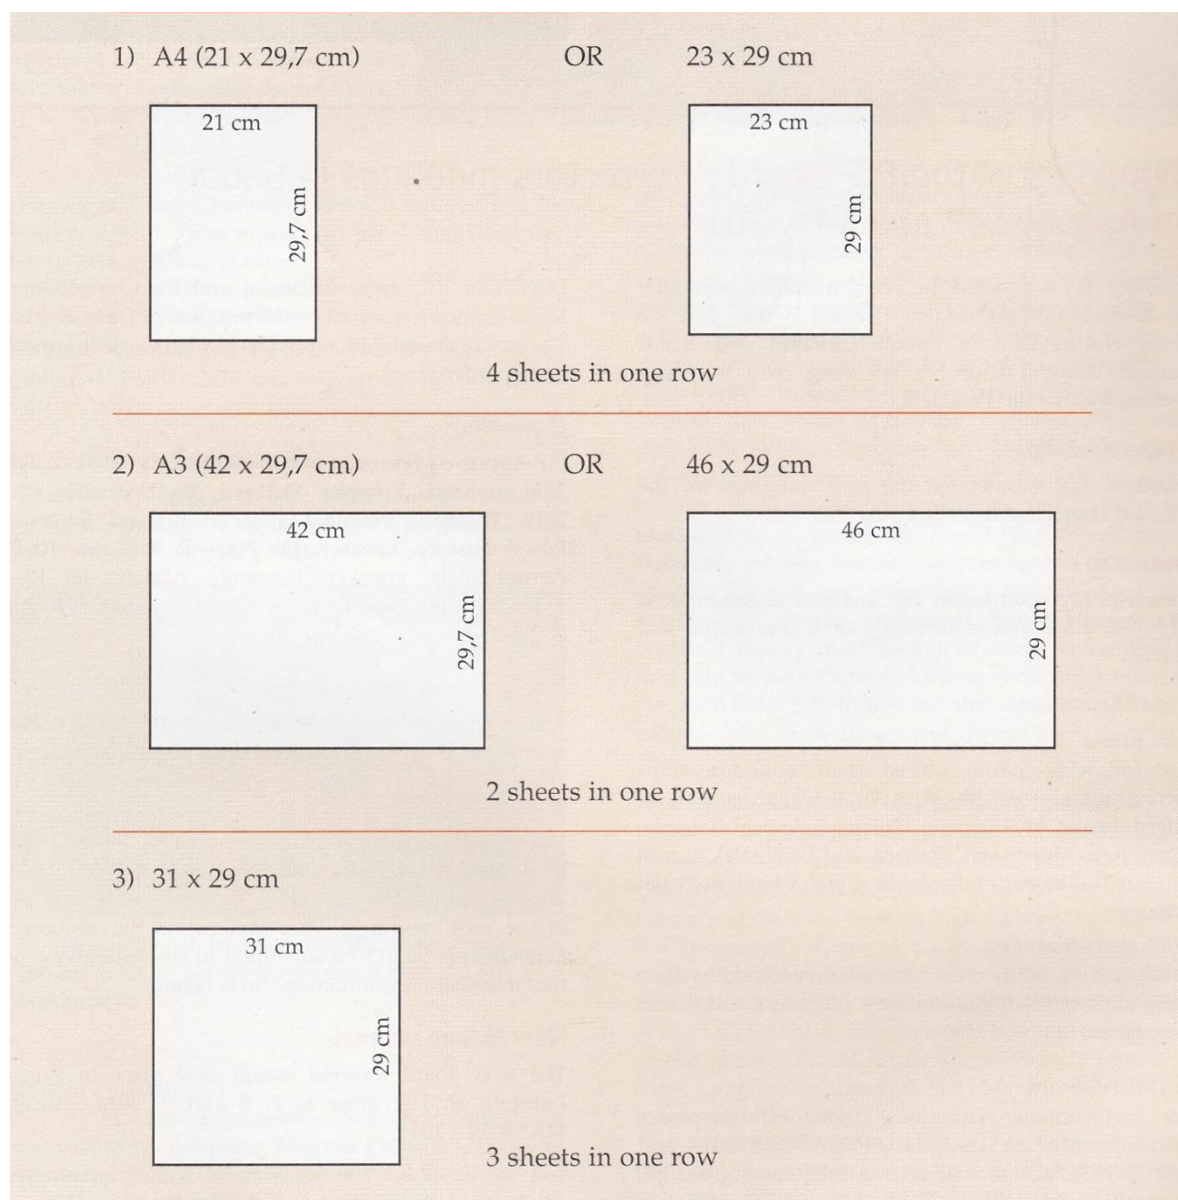 1) A4 (21 x 29,7 cm) OR 23 x 29 cm
21 cm 23 cm
29,7 cm 29 cm
4 sheets in one row
2) A3 (42 x 29,7 cm) OR 46 x 29 cm
42 cm 46 cm
29,7 cm 29 cm
2 sheets in one row
3) 31 x 29 cm
31 cm
29 cm
3 sheets in one row